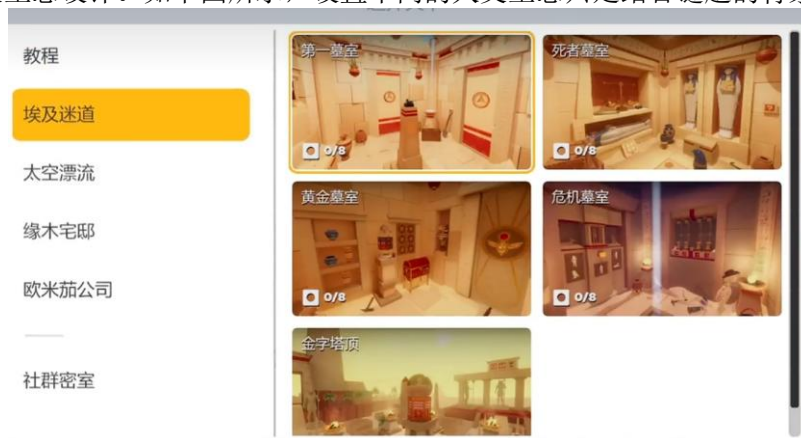 教程
埃及迷道
太空漂流
缘木宅邸
欧米茄公司
社群密室
第一墓室
0/8
死者墓室
0/8
黄金墓室
0/8
危机墓室
0/8
金字塔顶